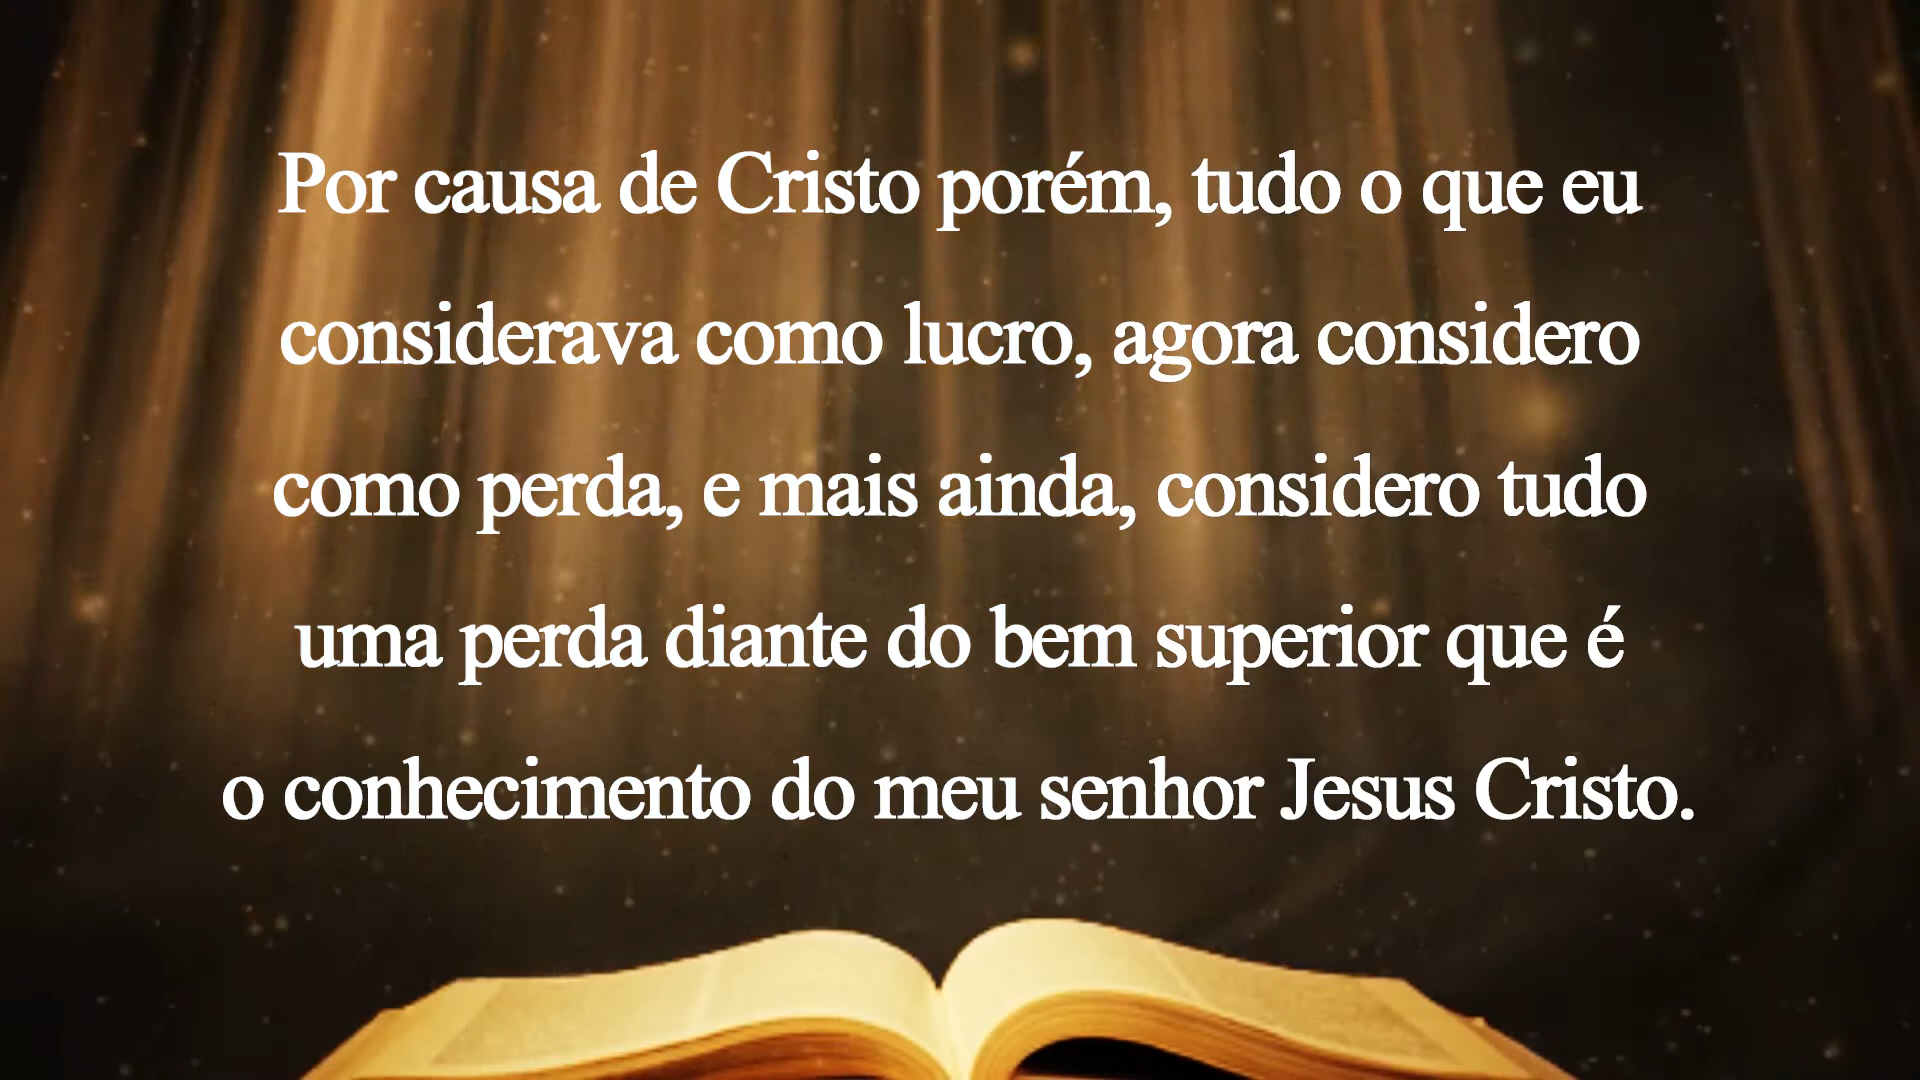 Por causa de Cristo porém, tudo o que eu
considerava como lucro, agora considero
como perda, e mais ainda, considero tudo
uma perda diante do bem superior que é
o conhecimento do meu senhor Jesus Cristo.